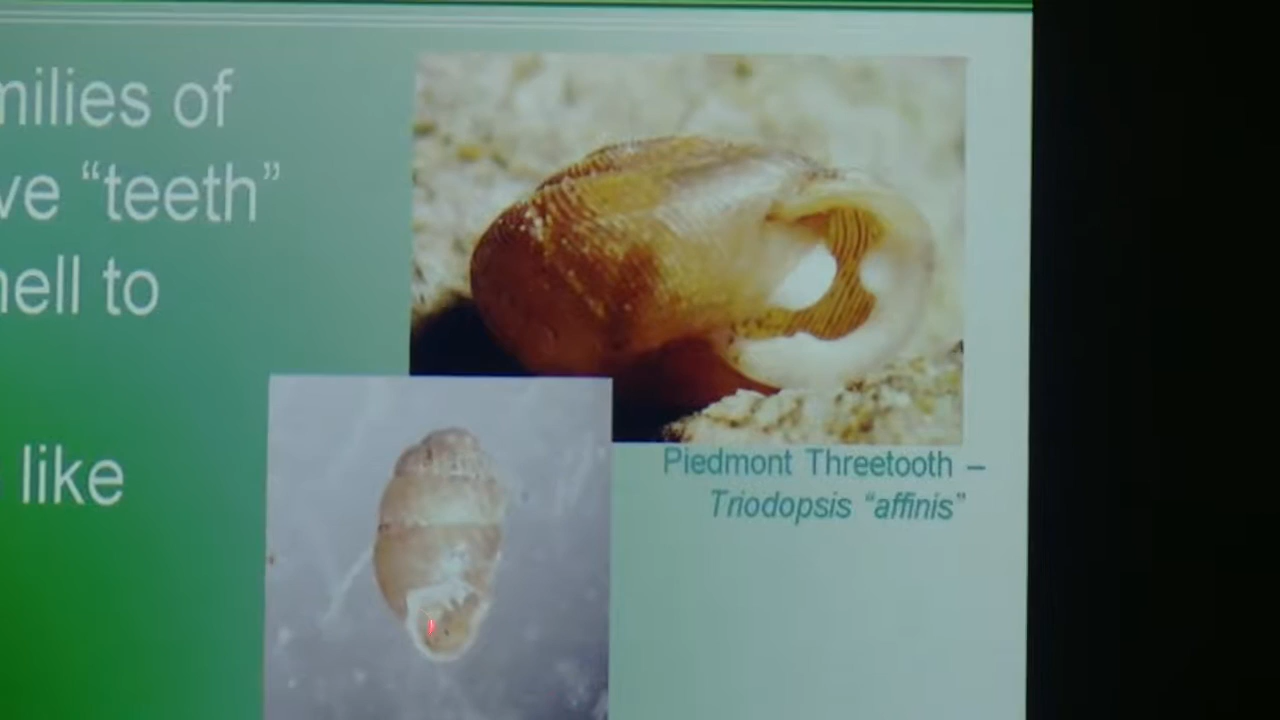 milies of
ve “teeth”
hell to
like
Piedmont Threetooth –
Triodopsis “affinis”